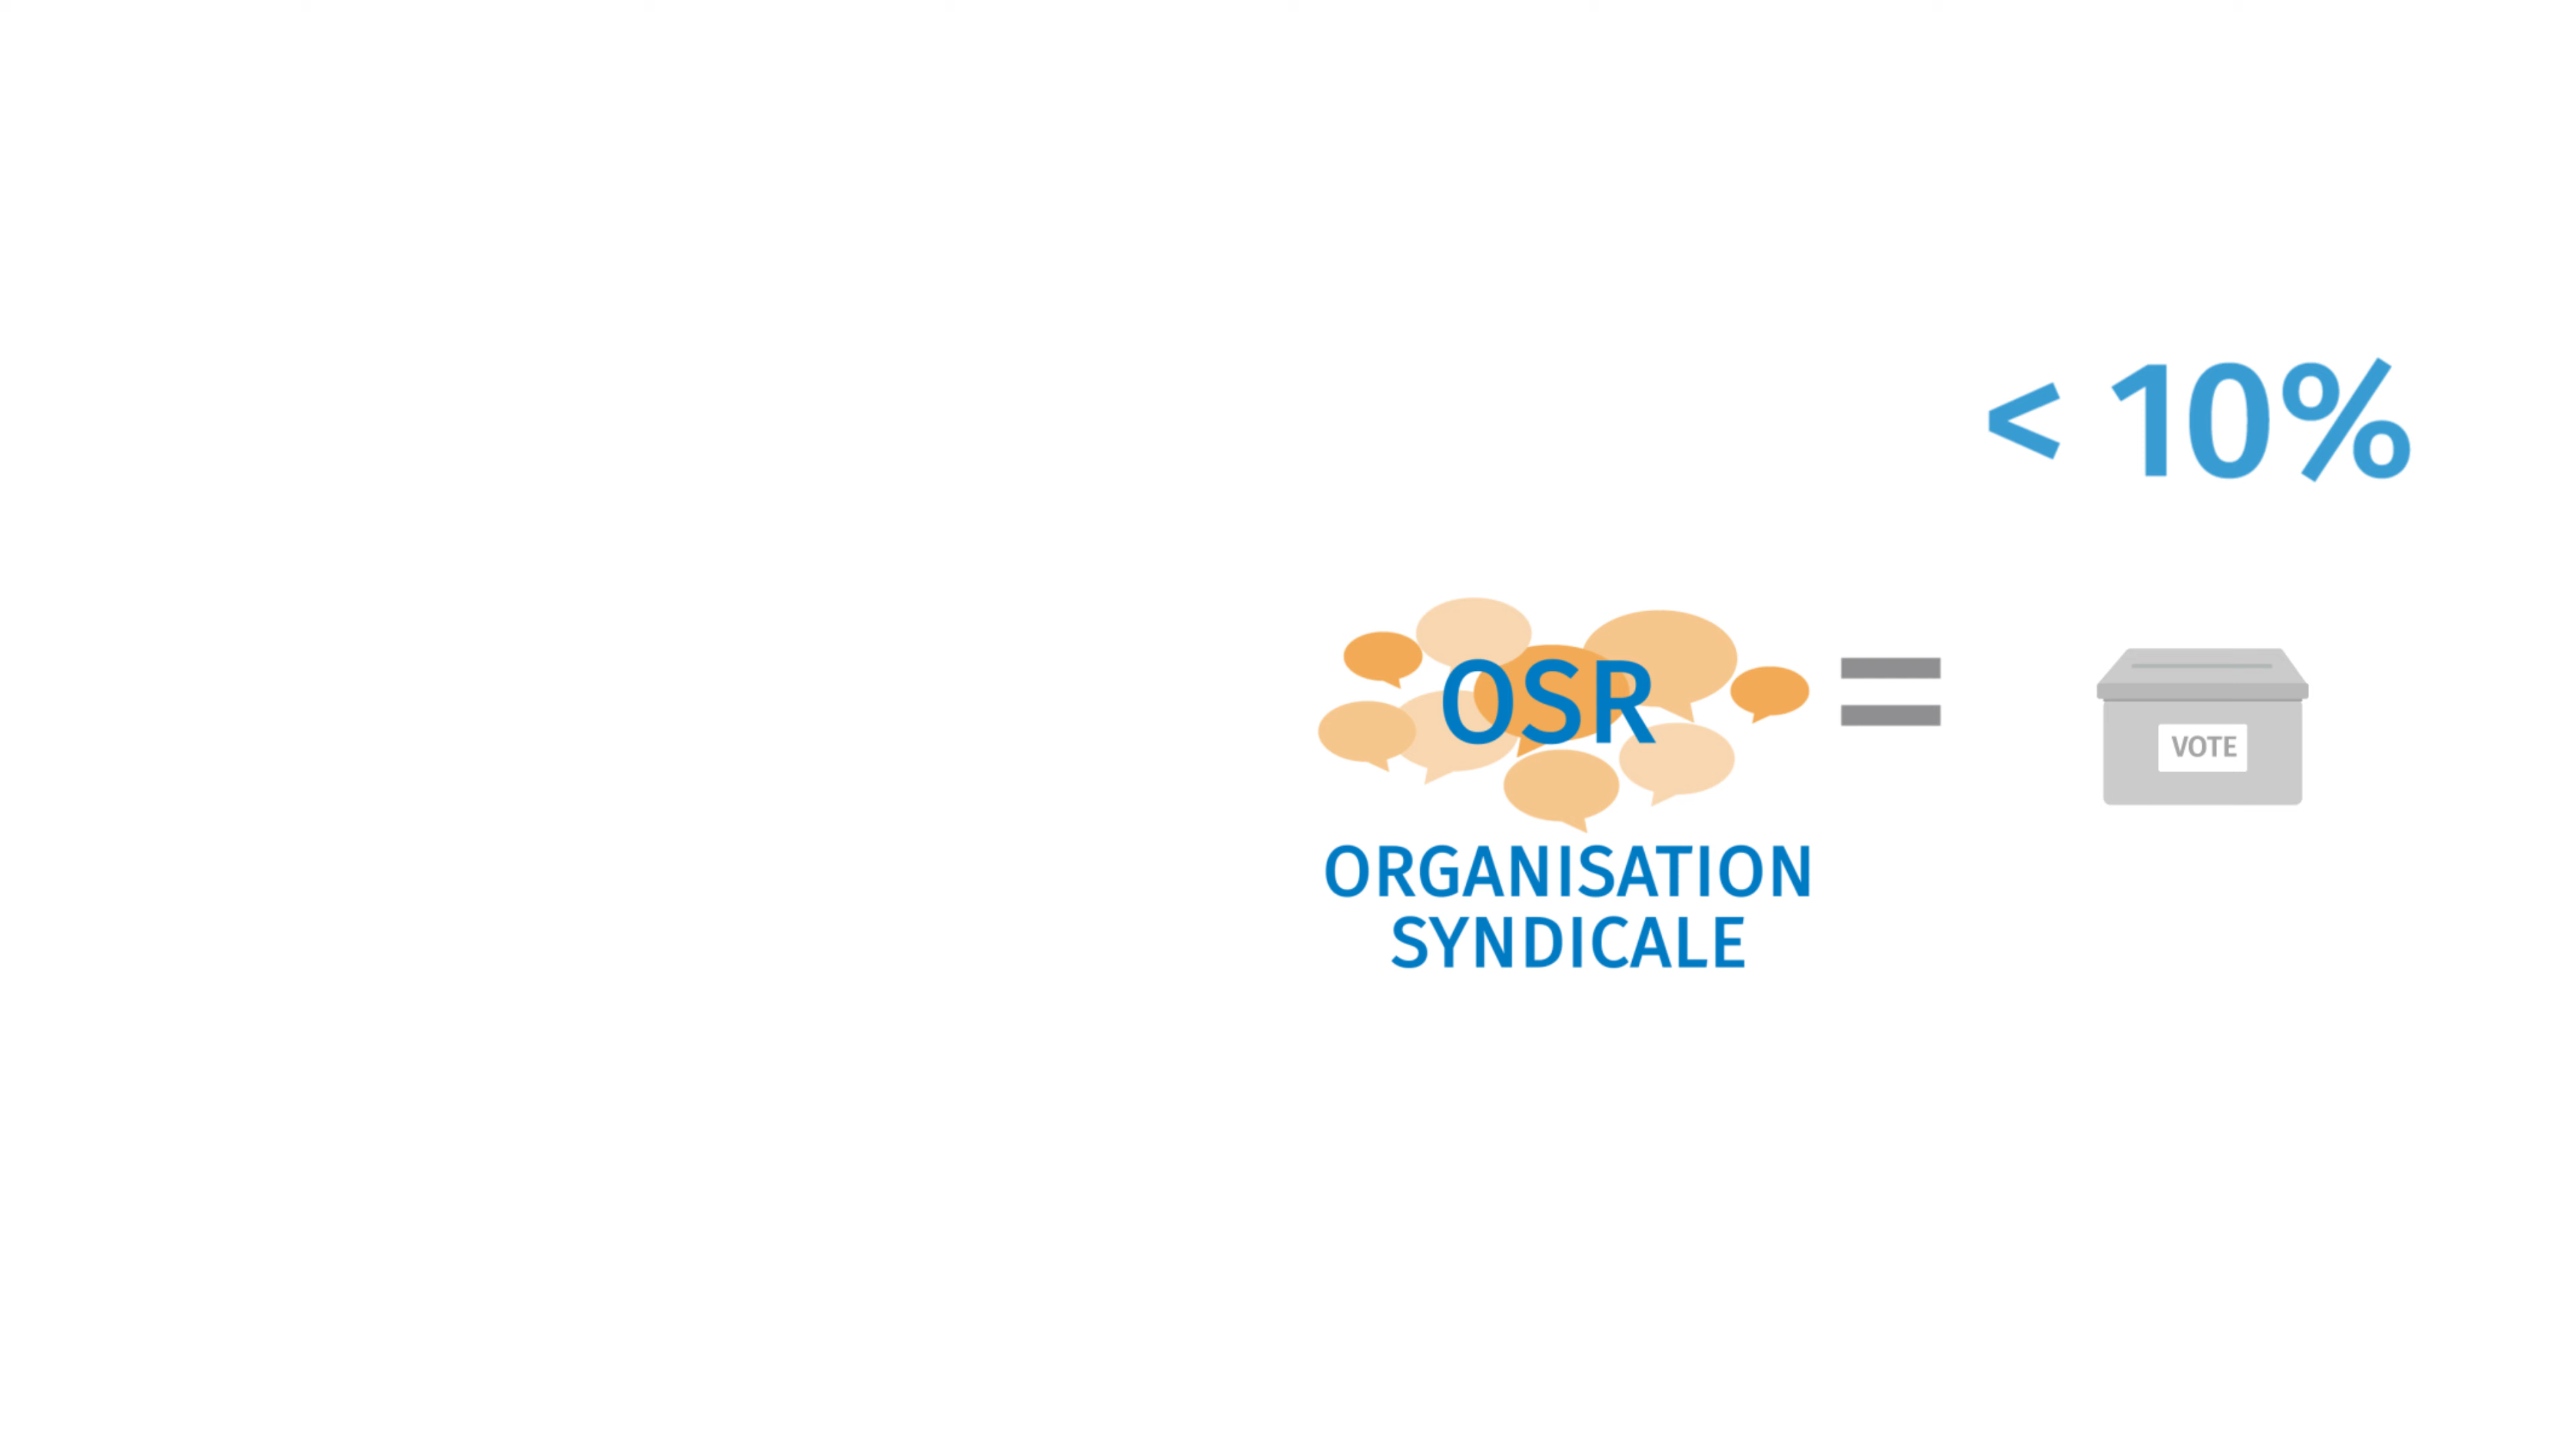 < 10%
OSR
VOTE
ORGANISATION
SYNDICALE